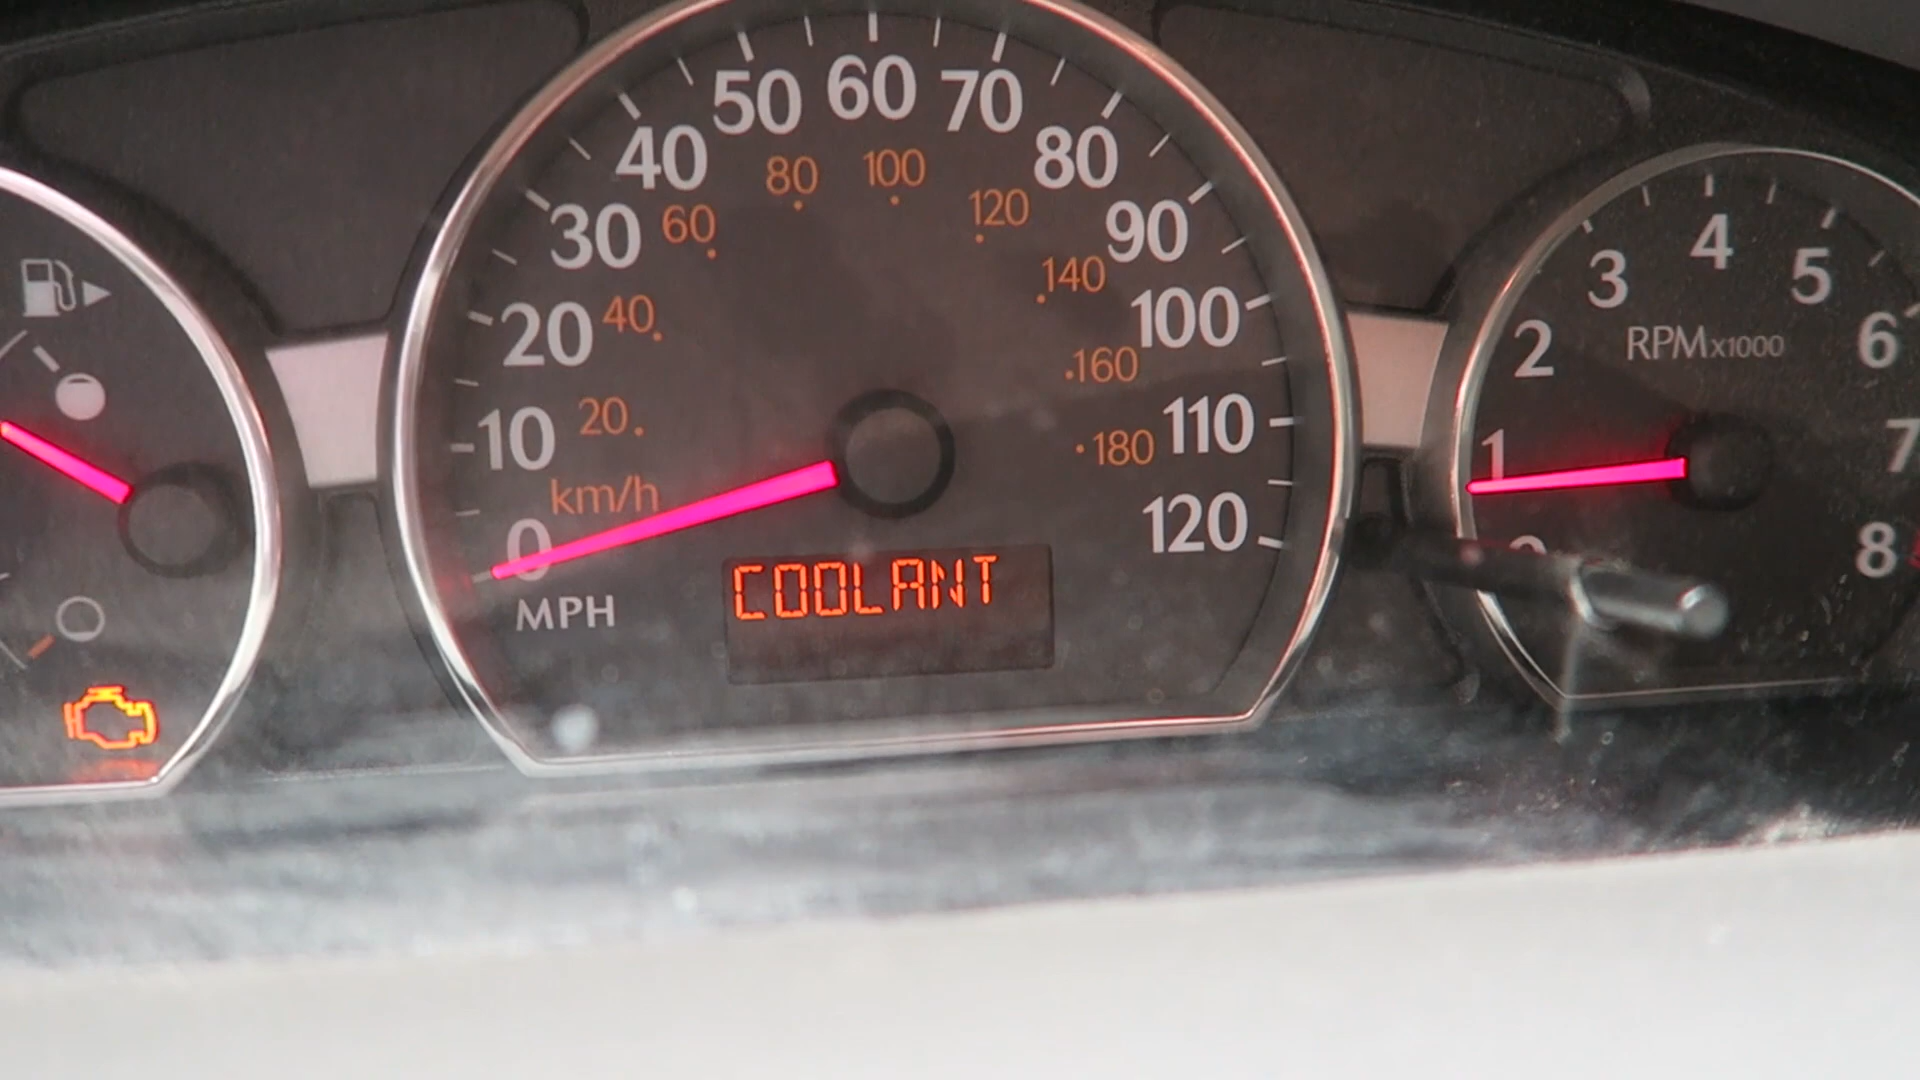 50 60 70
40 80
80 100
30 60 120 90
20 40 140 100
160
10 20 180 110
km/h
0 120
MPH
COOLANT
4
3 5
2 RPMx1000 6
1 7
8